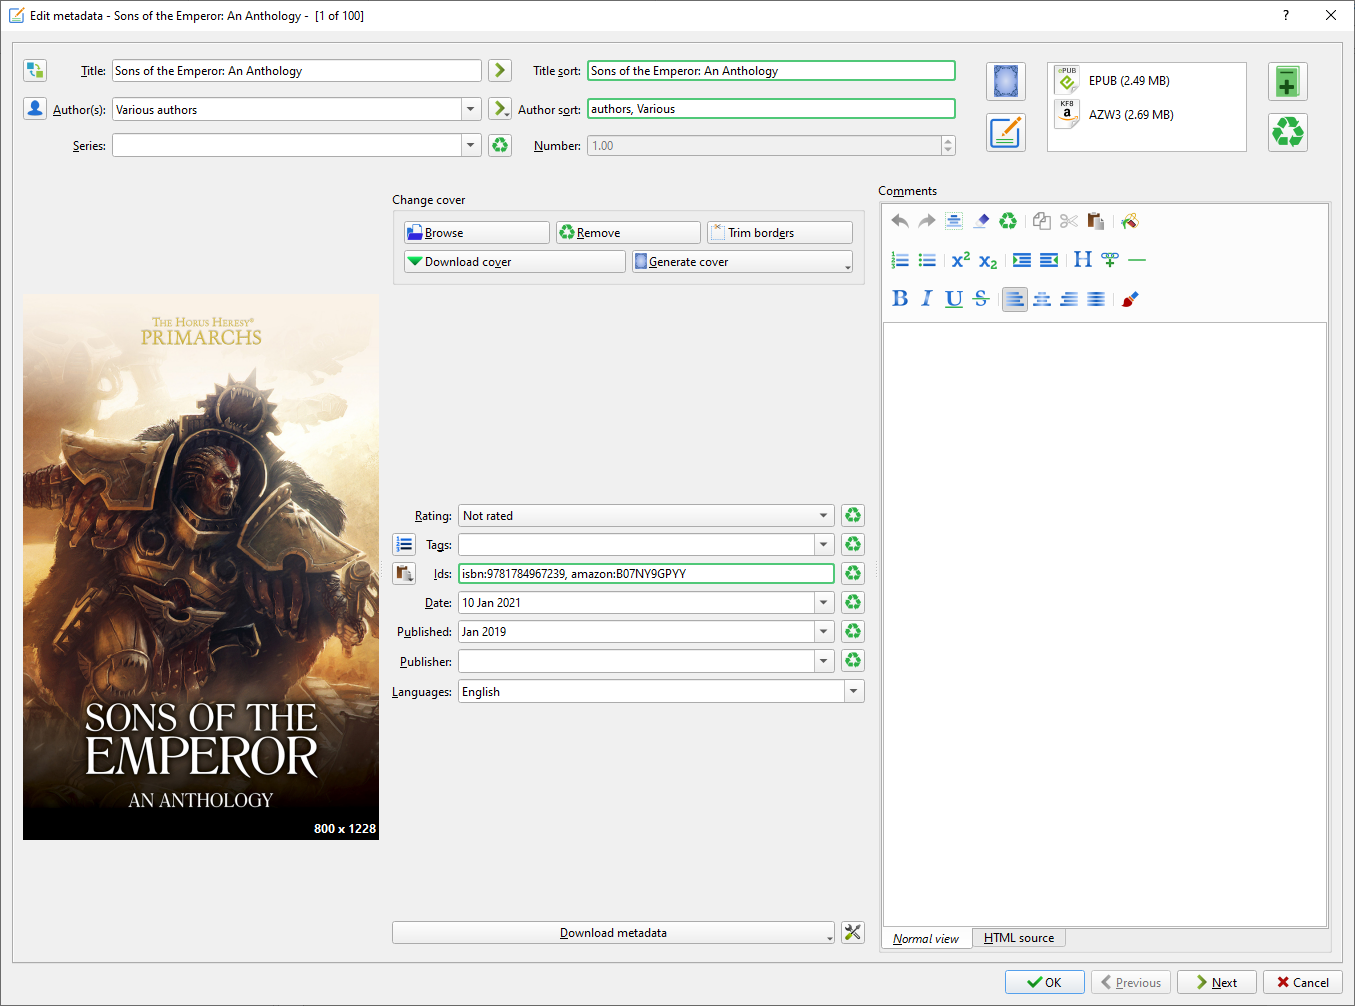 Edit metadata - Sons of the Emperor: An Anthology - [1 of 100]
?
Title: Sons of the Emperor: An Anthology
Title sort: Sons of the Emperor: An Anthology
Author(s): Various authors
Author sort: authors, Various
Series:
Number: 1.00
EPUB
EPUB (2.49 MB)
KF8
a
AZW3 (2.69 MB)
Change cover
Browse
Remove
Trim borders
Download cover
Generate cover
THE HORUS HERESY®
PRIMARCHS
SONS OF THE
EMPEROR
AN ANTHOLOGY
800 x 1228
Rating: Not rated
Tags:
Ids: isbn:9781784967239, amazon:B07NY9GPYY
Date: 10 Jan 2021
Published: Jan 2019
Publisher:
Languages: English
Download metadata
Comments
x² x₂ H
B I U S
Normal view
HTML source
OK
Previous
Next
Cancel